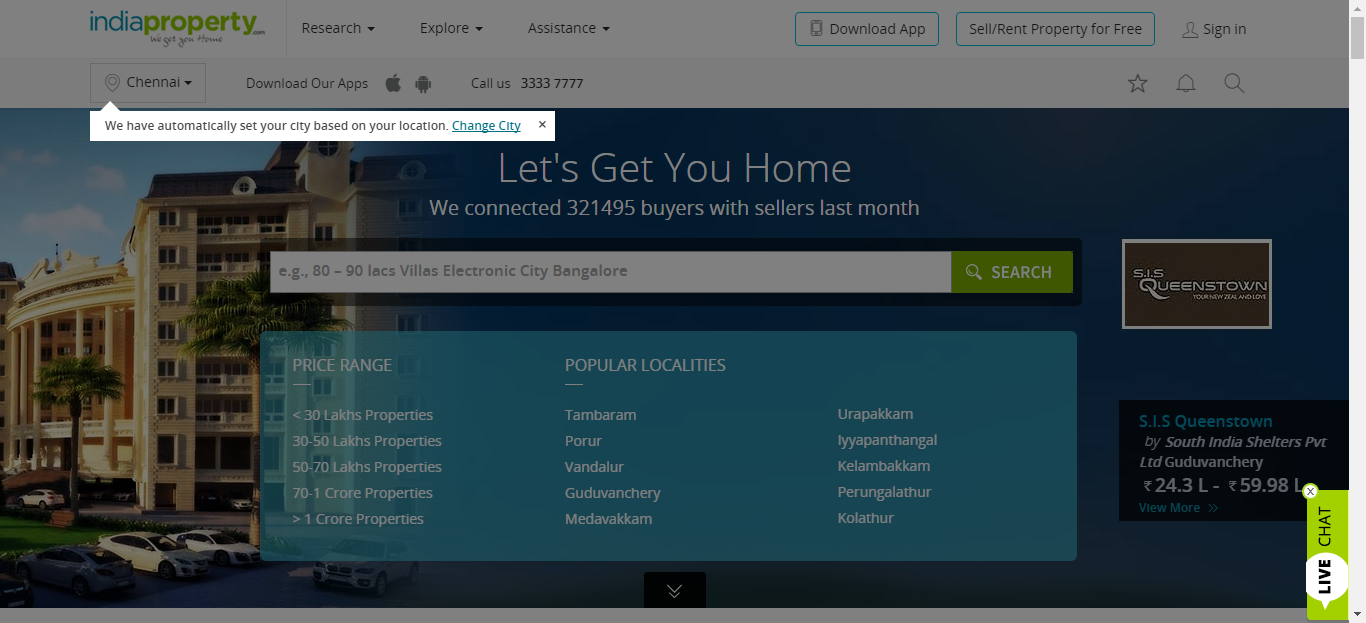 indiaproperty.com
we get you Home
Research
Explore
Assistance
Download App
Sell/Rent Property for Free
Sign in
Chennai
Download Our Apps
Call us 3333 7777
We have automatically set your city based on your location. Change City ×
Let's Get You Home
We connected 321495 buyers with sellers last month
e.g., 80 – 90 lacs Villas Electronic City Bangalore
SEARCH
S.I.S
QUEENSTOWN
YOUR NEW ZEAL AND LOVE
PRICE RANGE
< 30 Lakhs Properties
30-50 Lakhs Properties
50-70 Lakhs Properties
70-1 Crore Properties
> 1 Crore Properties
POPULAR LOCALITIES
Tambaram
Porur
Vandalur
Guduvanchery
Medavakkam
Urapakkam
Iyyapanthangal
Kelambakkam
Perungalathur
Kolathur
S.I.S Queenstown
by South India Shelters Pvt
Ltd Guduvanchery
₹ 24.3 L - ₹ 59.98 L
View More »
X
LIVE CHAT